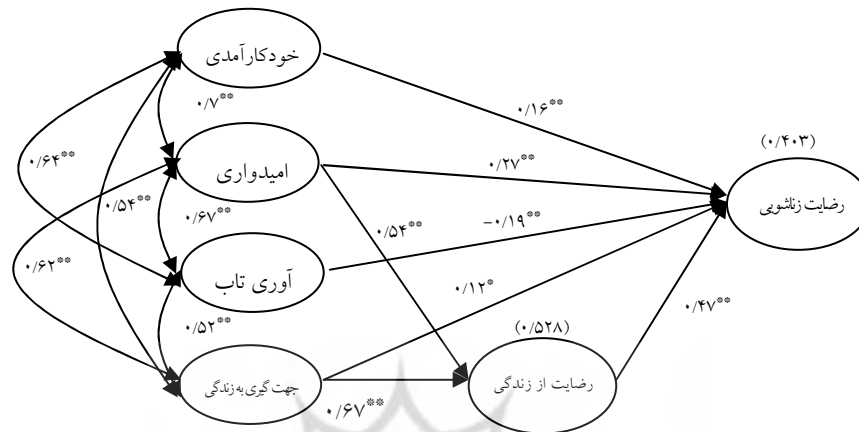 خودکارآمدی
۰/۷**
۰/۱۶**
(۰/۴۰۳)
۰/۶۴**
امیدواری
۰/۲۷**
رضایت زناشویی
۰/۵۴**
۰/۶۷**
۰/۵۴**
-۰/۱۹**
۰/۶۲**
آوری تاب
۰/۱۲*
۰/۴۷**
۰/۵۲**
(۰/۵۲۸)
جهت گیری به زندگی
رضایت از زندگی
۰/۶۷**